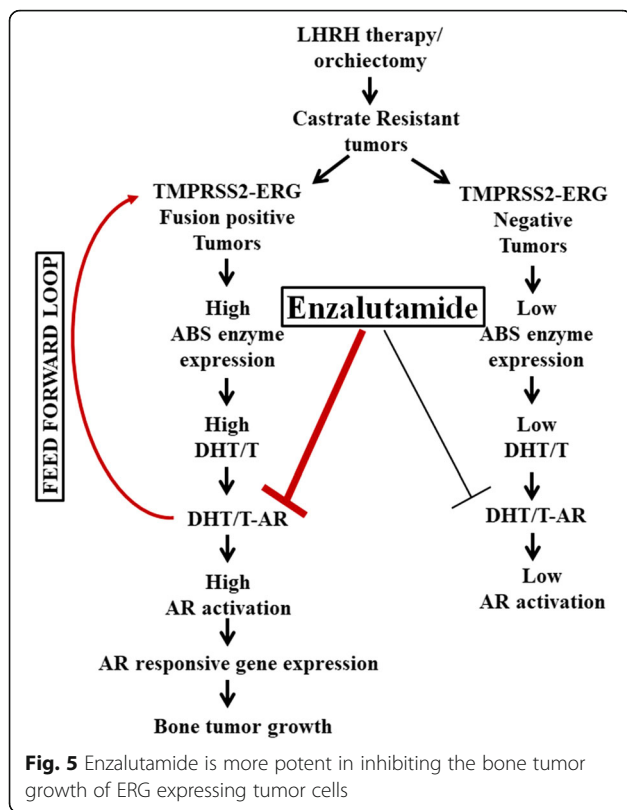 LHRH therapy/
orchiectomy
Castrate Resistant
tumors
TMPRSS2-ERG
Fusion positive
Tumors
TMPRSS2-ERG
Negative
Tumors
FEED FORWARD LOOP
High
ABS enzyme
expression
Enzalutamide
Low
ABS enzyme
expression
High
DHT/T
Low
DHT/T
DHT/T-AR
DHT/T-AR
High
AR activation
Low
AR activation
AR responsive gene expression
Bone tumor growth
Fig. 5 Enzalutamide is more potent in inhibiting the bone tumor
growth of ERG expressing tumor cells